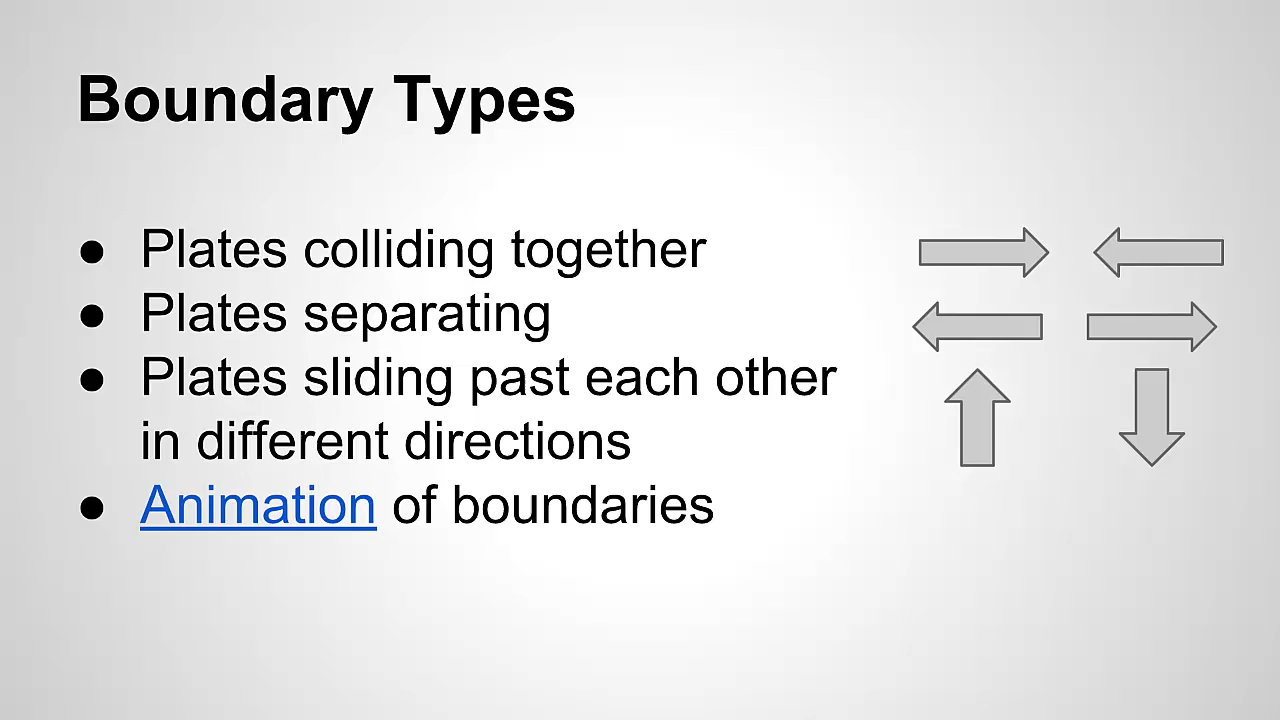 Boundary Types
● Plates colliding together
● Plates separating
● Plates sliding past each other
in different directions
● Animation of boundaries